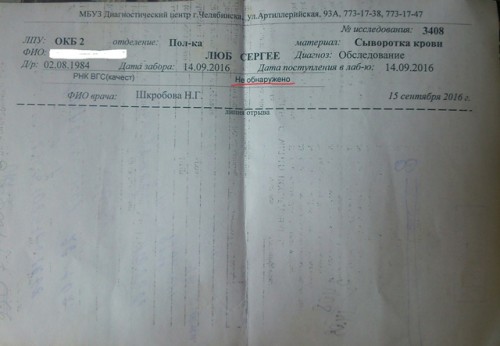 МБУЗ Диагностический центр г.Челябинска, ул.Артиллерийская, 93А, 773-17-38, 773-17-47
№ исследования: 3408
ЛПУ: ОКБ 2 отделение: Пол-ка материал: Сыворотка крови
ФИО: ЛЮБ СЕРГЕЕ Диагноз: Обследование
Д/р: 02.08.1984 Дата забора: 14.09.2016 Дата поступления в лаб-ю: 14.09.2016
РНК ВГС(качест) Не обнаружено
ФИО врача: Шкробова Н.Г. 15 сентября 2016 г.
линия отрыва